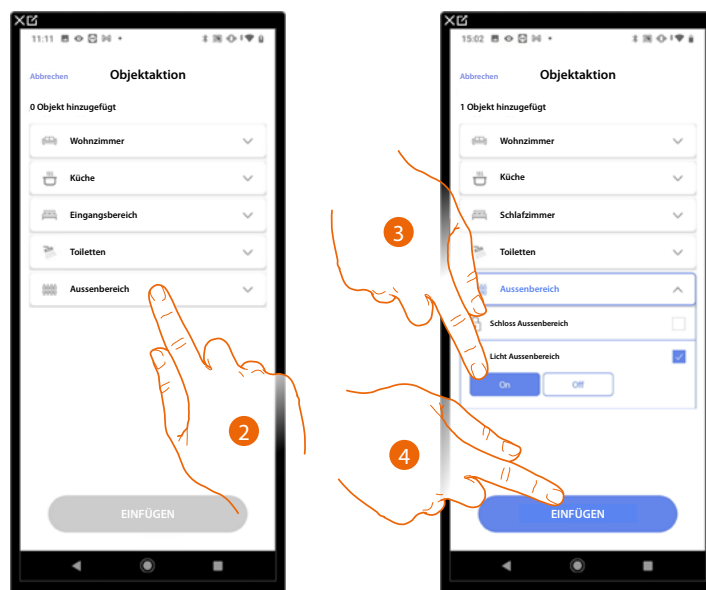 11:11
Abbrechen Objektaktion
0 Objekt hinzugefügt
Wohnzimmer
Küche
Eingangsbereich
Toiletten
Aussenbereich
2
EINFÜGEN
15:02
Abbrechen Objektaktion
1 Objekt hinzugefügt
Wohnzimmer
Küche
3
Schlafzimmer
Toiletten
Aussenbereich
Schloss Aussenbereich
Licht Aussenbereich
On Off
4
EINFÜGEN